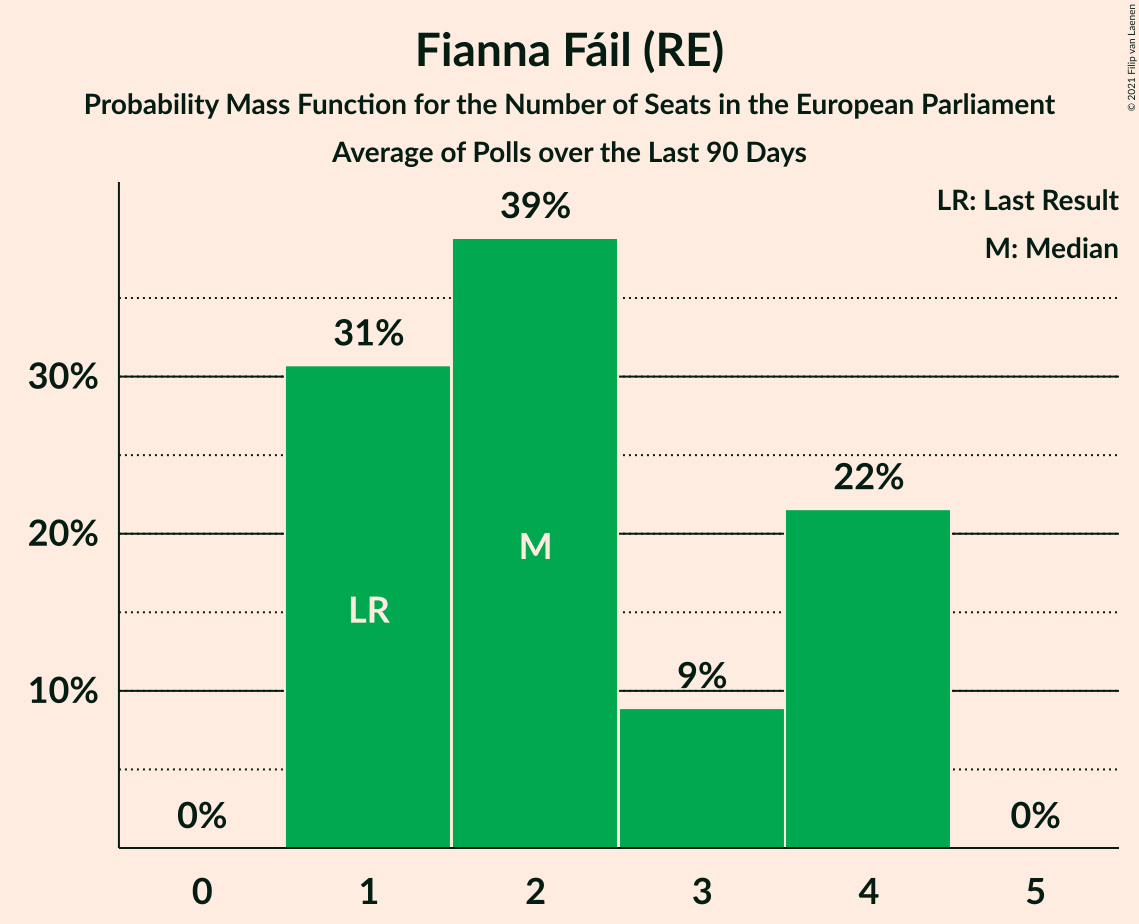 Fianna Fáil (RE)
Probability Mass Function for the Number of Seats in the European Parliament
Average of Polls over the Last 90 Days
© 2021 Filip van Laenen
LR: Last Result
M: Median
39%
31%
30%
22%
20%
M
LR
9%
10%
0%
0%
0 1 2 3 4 5